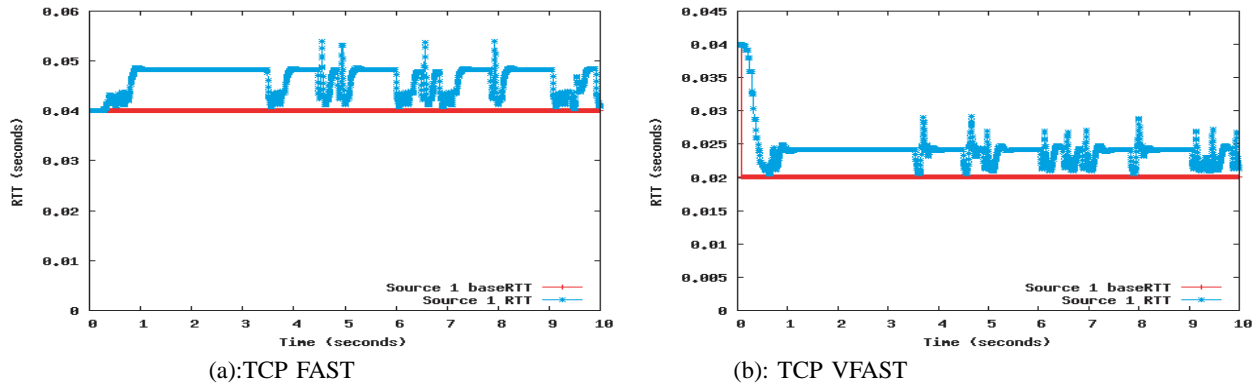 0.06
0.05
0.04
0.03
0.02
0.01
0
RTT (seconds)
Source 1 baseRTT
Source 1 RTT
0 1 2 3 4 5 6 7 8 9 10
Time (seconds)
(a):TCP FAST
0.045
0.04
0.035
0.03
0.025
0.02
0.015
0.01
0.005
0
RTT (seconds)
Source 1 baseRTT
Source 1 RTT
0 1 2 3 4 5 6 7 8 9 10
Time (seconds)
(b): TCP VFAST